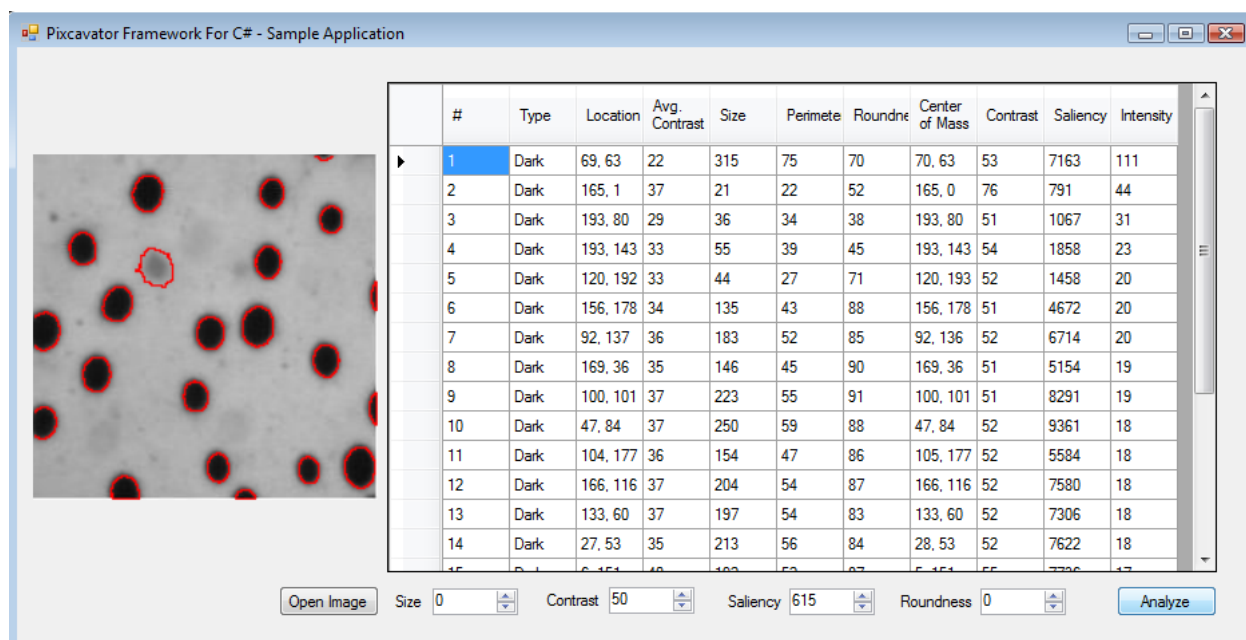 Pixcavator Framework For C# - Sample Application
# Type Location Avg. Contrast Size Perimete Roundne Center of Mass Contrast Saliency Intensity
1 Dark 69, 63 22 315 75 70 70, 63 53 7163 111
2 Dark 165, 1 37 21 22 52 165, 0 76 791 44
3 Dark 193, 80 29 36 34 38 193, 80 51 1067 31
4 Dark 193, 143 33 55 39 45 193, 143 54 1858 23
5 Dark 120, 192 33 44 27 71 120, 193 52 1458 20
6 Dark 156, 178 34 135 43 88 156, 178 51 4672 20
7 Dark 92, 137 36 183 52 85 92, 136 52 6714 20
8 Dark 169, 36 35 146 45 90 169, 36 51 5154 19
9 Dark 100, 101 37 223 55 91 100, 101 51 8291 19
10 Dark 47, 84 37 250 59 88 47, 84 52 9361 18
11 Dark 104, 177 36 154 47 86 105, 177 52 5584 18
12 Dark 166, 116 37 204 54 87 166, 116 52 7580 18
13 Dark 133, 60 37 197 54 83 133, 60 52 7306 18
14 Dark 27, 53 35 213 56 84 28, 53 52 7622 18
Open Image Size 0 Contrast 50 Saliency 615 Roundness 0 Analyze